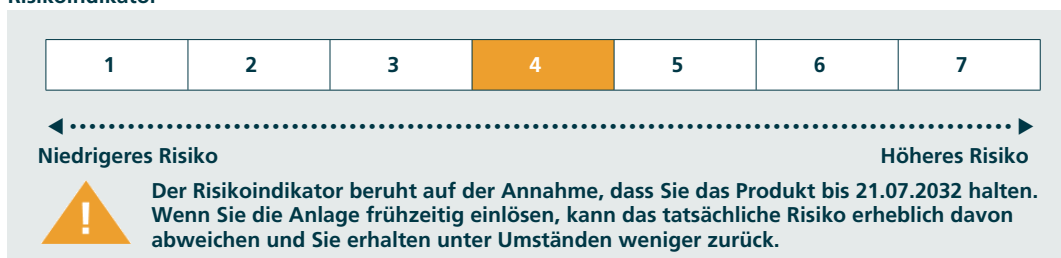 Risikoindikator
1 2 3 4 5 6 7
Niedrigeres Risiko Höheres Risiko
!
Der Risikoindikator beruht auf der Annahme, dass Sie das Produkt bis 21.07.2032 halten.
Wenn Sie die Anlage frühzeitig einlösen, kann das tatsächliche Risiko erheblich davon
abweichen und Sie erhalten unter Umständen weniger zurück.